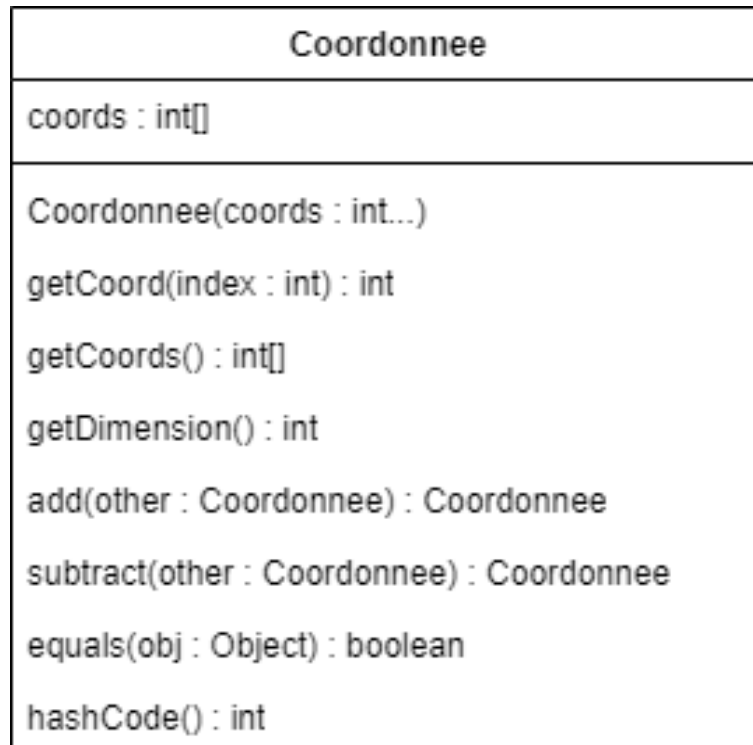 Coordonnee
coords : int[]
Coordonnee(coords : int...)
getCoord(index : int) : int
getCoords() : int[]
getDimension() : int
add(other : Coordonnee) : Coordonnee
subtract(other : Coordonnee) : Coordonnee
equals(obj : Object) : boolean
hashCode() : int